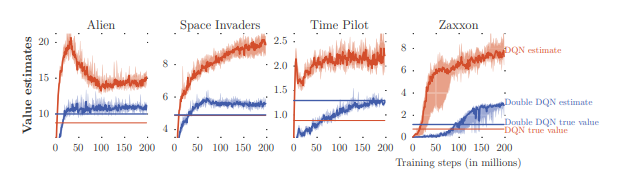 Alien Space Invaders Time Pilot Zaxxon
Value estimates
20
15
10
0 50 100 150 200
8
6
4
0 50 100 150 200
2.5
2.0
1.5
1.0
0 50 100 150 200
8
6
4
2
0
0 50 100 150 200
DQN estimate
Double DQN estimate
Double DQN true value
DQN true value
Training steps (in millions)